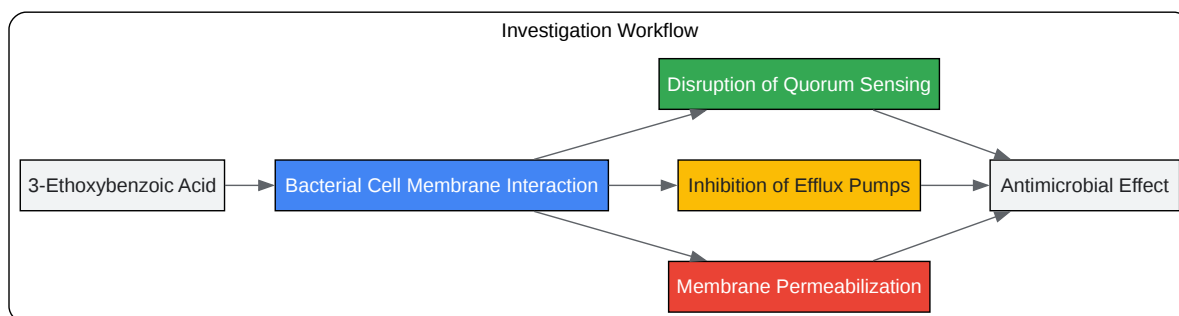 Investigation Workflow
Disruption of Quorum Sensing
3-Ethoxybenzoic Acid
Bacterial Cell Membrane Interaction
Inhibition of Efflux Pumps
Antimicrobial Effect
Membrane Permeabilization